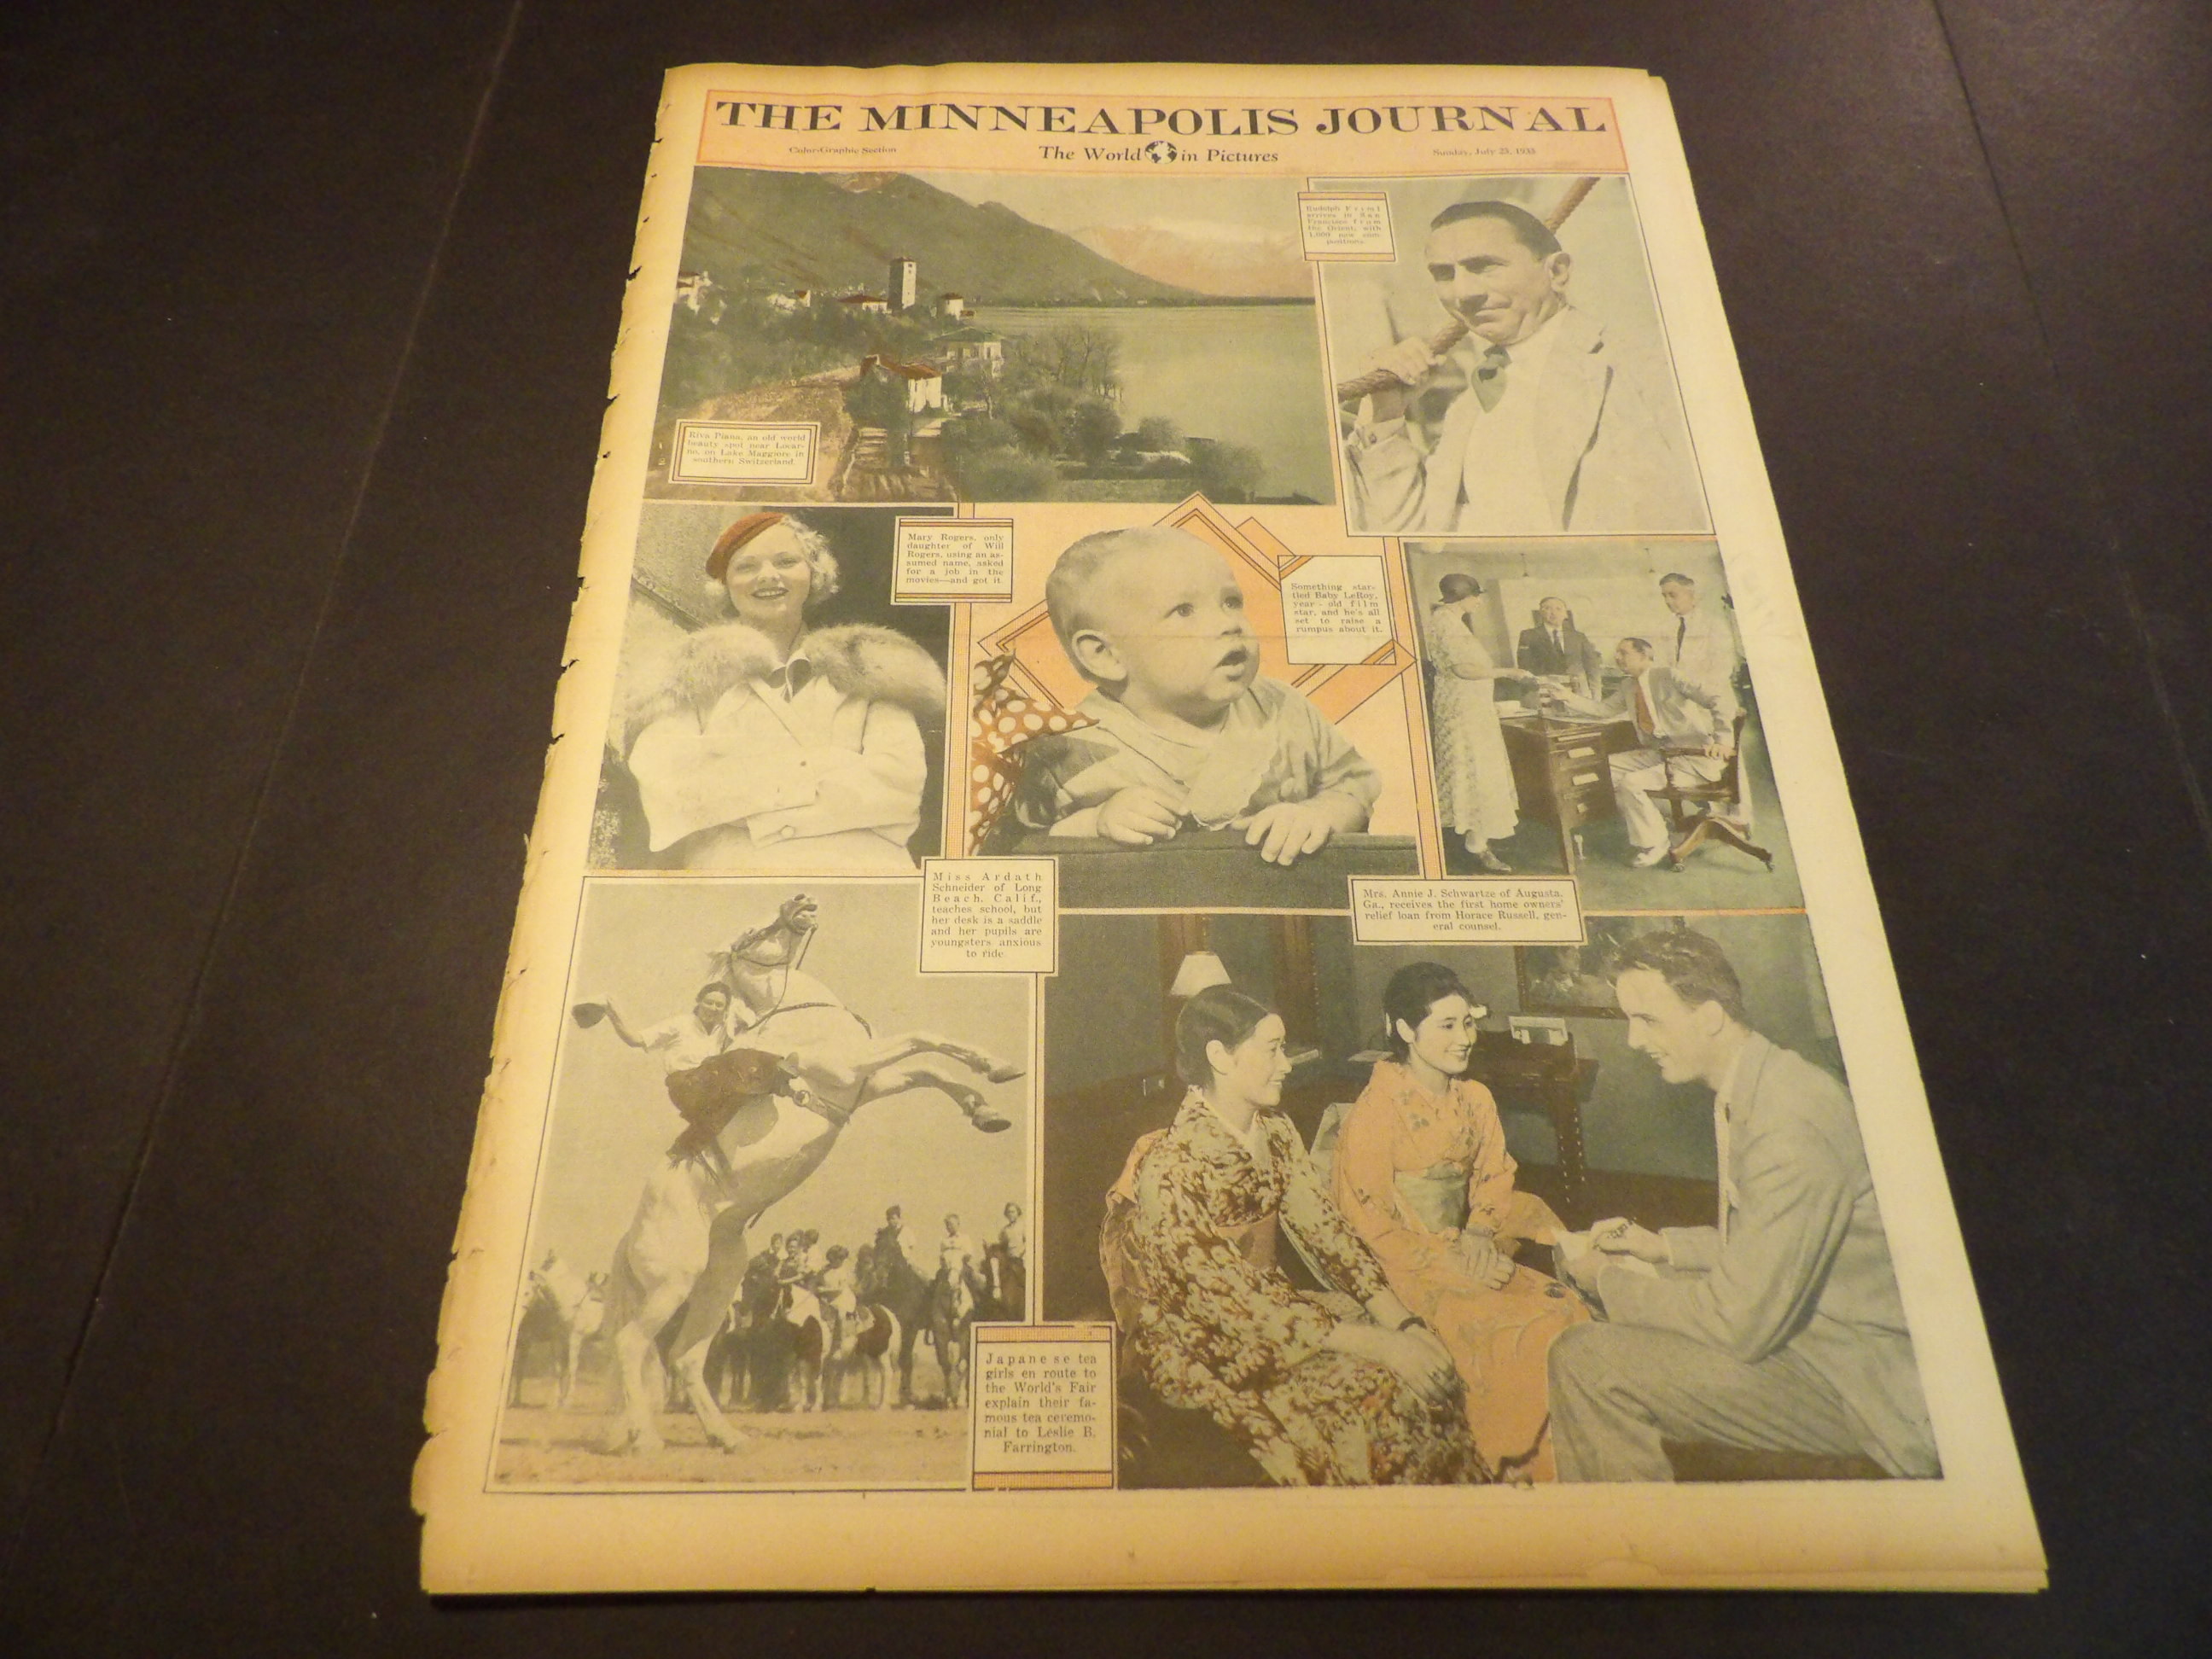 THE MINNEAPOLIS JOURNAL
Color-Graphic Section
The World in Pictures
Sunday, July 23, 1933
Rudolph Friml
arrives in San
Francisco from
the Orient, with
1,000 new com-
positions.
Riva Piana, an old world
beauty spot near Locar-
no, on Lake Maggiore in
southern Switzerland.
Mary Rogers, only
daughter of Will
Rogers, using an as-
sumed name, asked
for a job in the
movies—and got it.
Something star-
tled Baby LeRoy,
year-old film
star, and he's all
set to raise a
rumpus about it.
Miss Ardath
Schneider of Long
Beach, Calif.,
teaches school, but
her desk is a saddle
and her pupils are
youngsters anxious
to ride.
Mrs. Annie J. Schwartze of Augusta,
Ga., receives the first home owners'
relief loan from Horace Russell, gen-
eral counsel.
Japanese tea
girls en route to
the World's Fair
explain their fa-
mous tea ceremo-
nial to Leslie B.
Farrington.